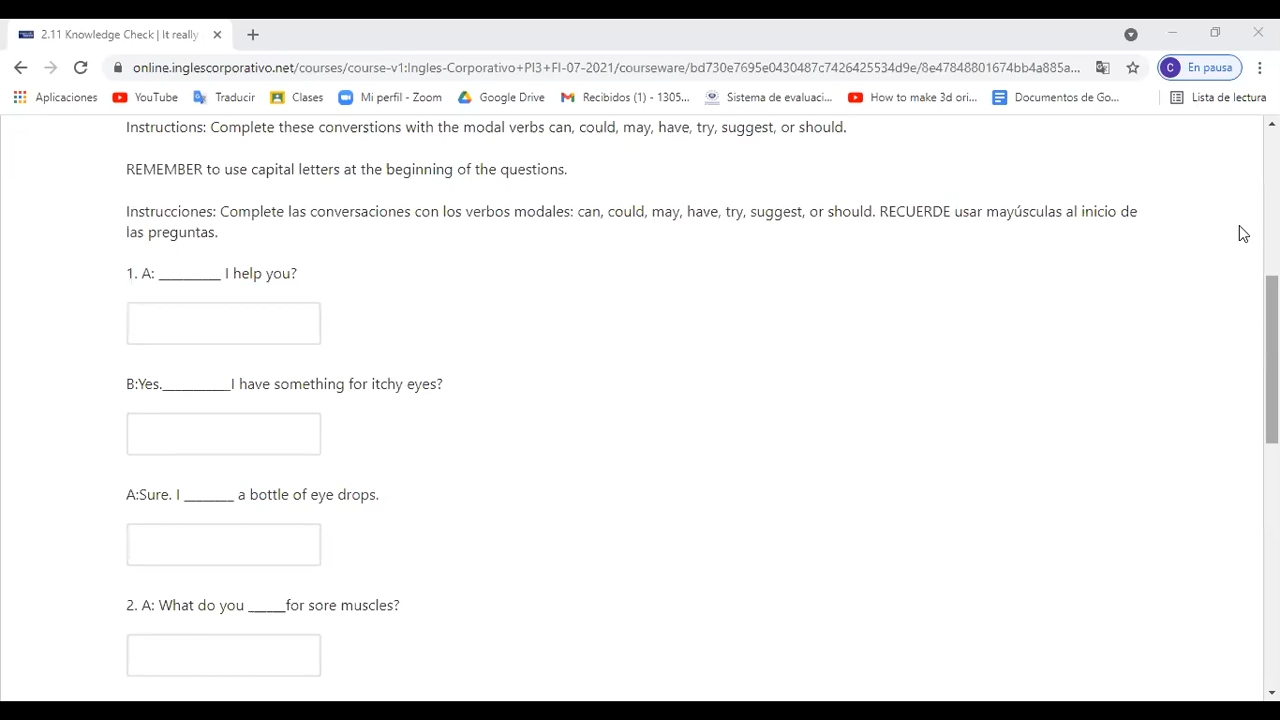 2.11 Knowledge Check | It really
online.inglescorporativo.net/courses/course-v1:Ingles-Corporativo+PI3+FI-07-2021/courseware/bd730e7695e0430487c7426425534d9e/8e47848801674bb4a885a...
C En pausa
Aplicaciones YouTube Traducir Clases Mi perfil - Zoom Google Drive Recibidos (1) - 1305... Sistema de evaluaci... How to make 3d ori... Documentos de Go... Lista de lectura
Instructions: Complete these converstions with the modal verbs can, could, may, have, try, suggest, or should.
REMEMBER to use capital letters at the beginning of the questions.
Instrucciones: Complete las conversaciones con los verbos modales: can, could, may, have, try, suggest, or should. RECUERDE usar mayúsculas al inicio de
las preguntas.
1. A: __________ I help you?
B:Yes.___________I have something for itchy eyes?
A:Sure. I ________ a bottle of eye drops.
2. A: What do you ______for sore muscles?